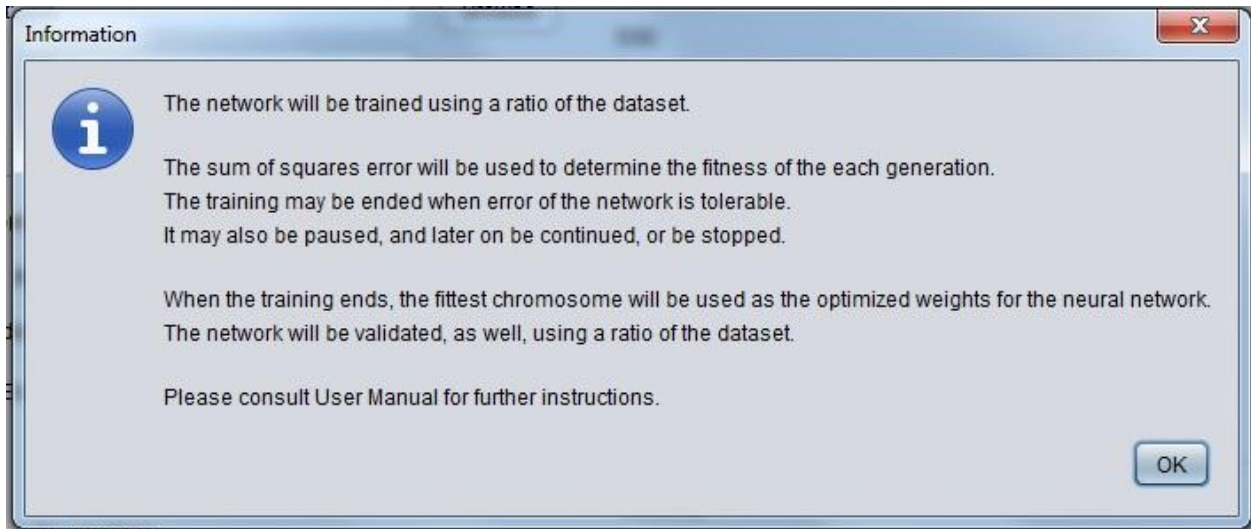 Information
The network will be trained using a ratio of the dataset.
The sum of squares error will be used to determine the fitness of the each generation.
The training may be ended when error of the network is tolerable.
It may also be paused, and later on be continued, or be stopped.
When the training ends, the fittest chromosome will be used as the optimized weights for the neural network.
The network will be validated, as well, using a ratio of the dataset.
Please consult User Manual for further instructions.
OK